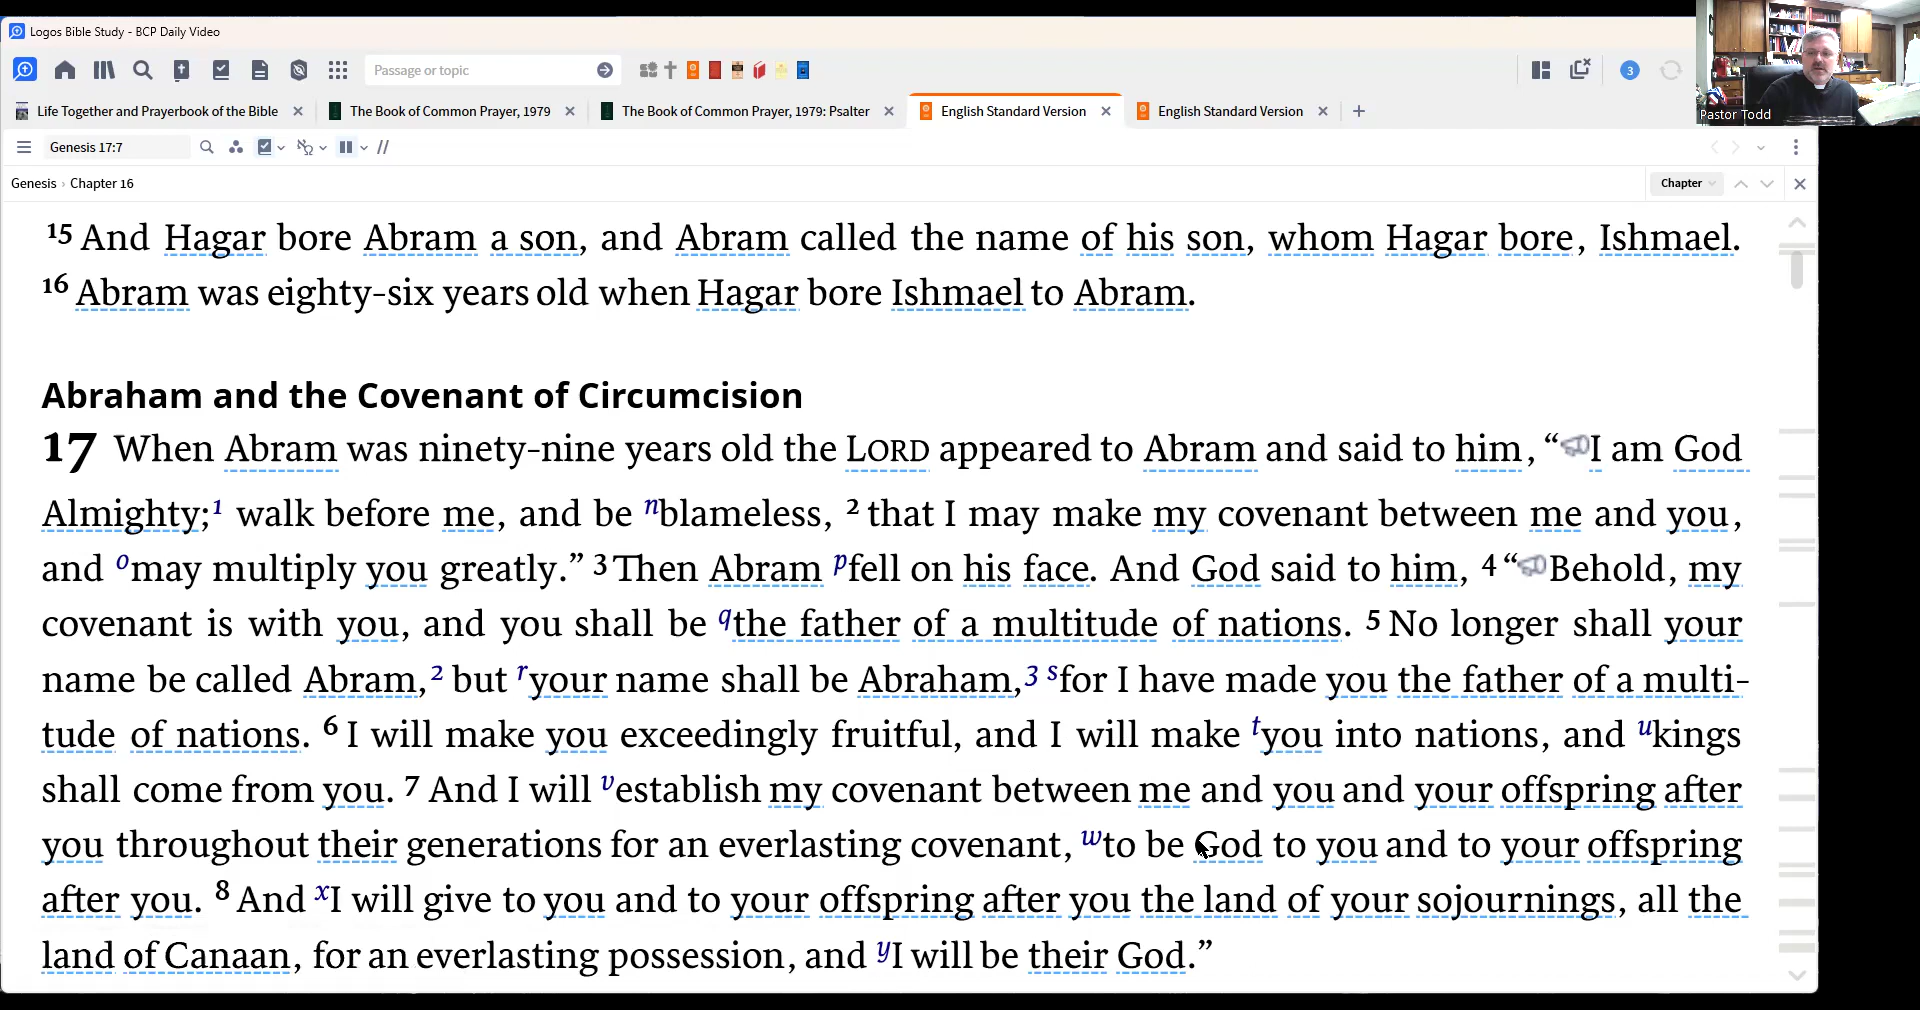 Logos Bible Study - BCP Daily Video
Passage or topic
3
Life Together and Prayerbook of the Bible
The Book of Common Prayer, 1979
The Book of Common Prayer, 1979: Psalter
English Standard Version
English Standard Version
Pastor Todd
Genesis 17:7
Genesis › Chapter 16
Chapter
15 And Hagar bore Abram a son, and Abram called the name of his son, whom Hagar bore, Ishmael.
16 Abram was eighty-six years old when Hagar bore Ishmael to Abram.
Abraham and the Covenant of Circumcision
17 When Abram was ninety-nine years old the LORD appeared to Abram and said to him, “I am God
Almighty;1 walk before me, and be nblameless, 2 that I may make my covenant between me and you,
and omay multiply you greatly.” 3 Then Abram pfell on his face. And God said to him, 4 “Behold, my
covenant is with you, and you shall be qthe father of a multitude of nations. 5 No longer shall your
name be called Abram,2 but ryour name shall be Abraham,3 sfor I have made you the father of a multi-
tude of nations. 6 I will make you exceedingly fruitful, and I will make tyou into nations, and ukings
shall come from you. 7 And I will vestablish my covenant between me and you and your offspring after
you throughout their generations for an everlasting covenant, wto be God to you and to your offspring
after you. 8 And xI will give to you and to your offspring after you the land of your sojournings, all the
land of Canaan, for an everlasting possession, and yI will be their God.”